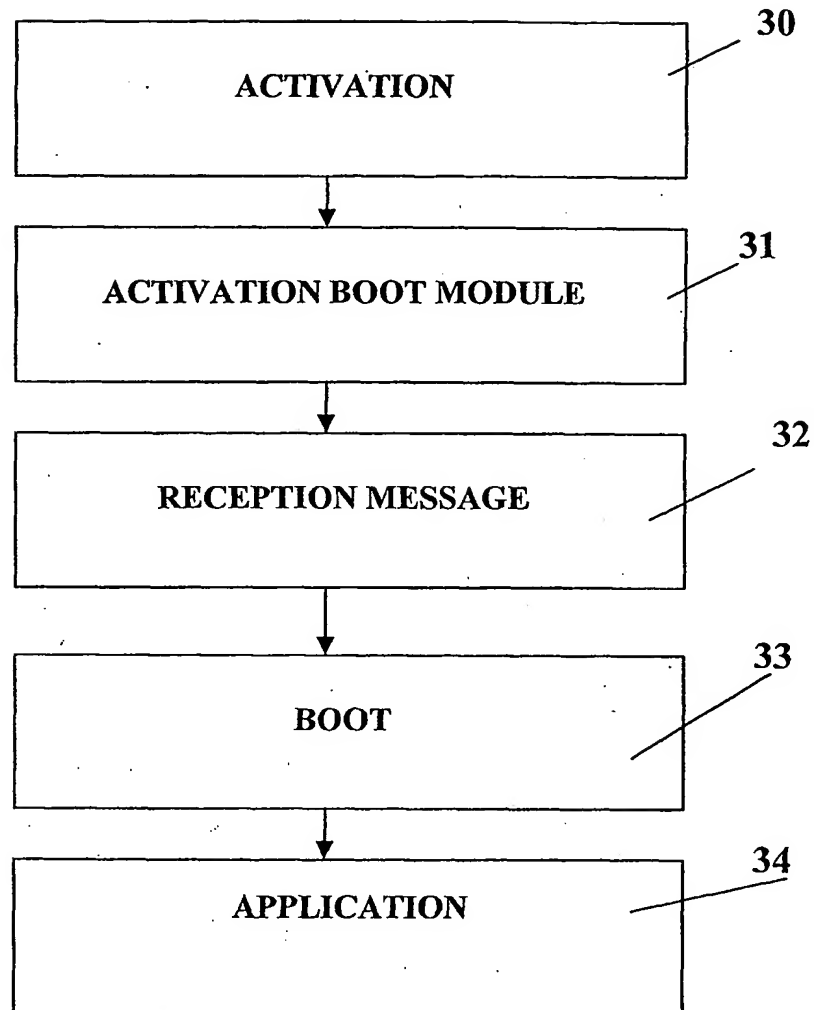 30
ACTIVATION
31
ACTIVATION BOOT MODULE
32
RECEPTION MESSAGE
33
BOOT
34
APPLICATION